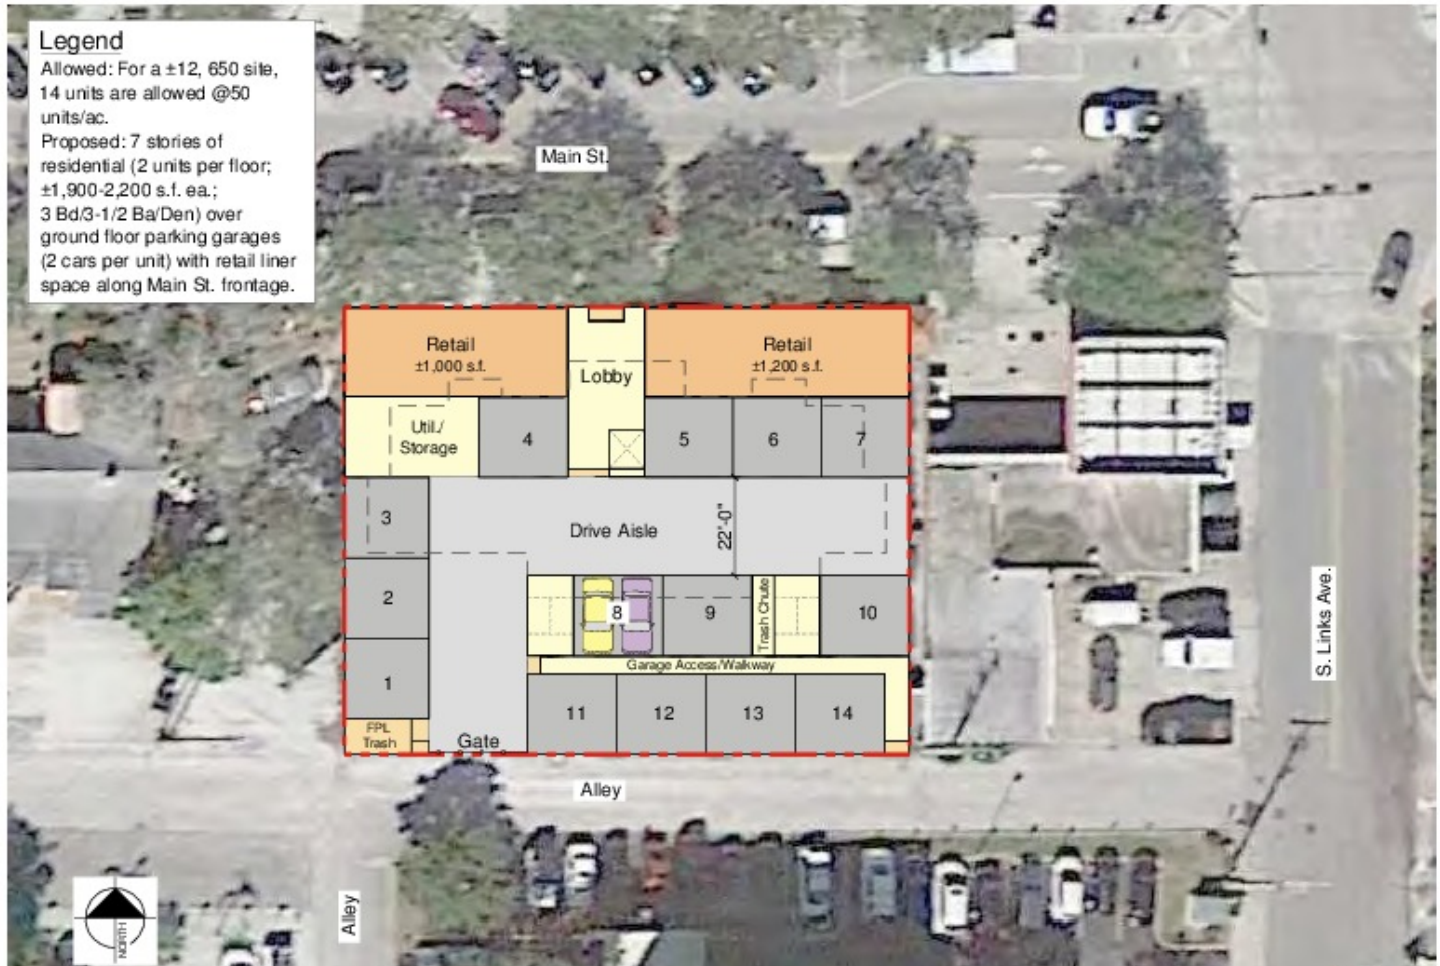 Legend
Allowed: For a ±12, 650 site,
14 units are allowed @50
units/ac.
Proposed: 7 stories of
residential (2 units per floor;
±1,900-2,200 s.f. ea.;
3 Bd/3-1/2 Ba/Den) over
ground floor parking garages
(2 cars per unit) with retail liner
space along Main St. frontage.
Main St.
Retail
±1,000 s.f.
Lobby
Retail
±1,200 s.f.
Util./
Storage
4
5
6
7
3
Drive Aisle
22'-0"
2
8
9
Trash Chute
10
Garage Access/Walkway
1
11
12
13
14
FPL
Trash
Gate
S. Links Ave.
Alley
Alley
NORTH